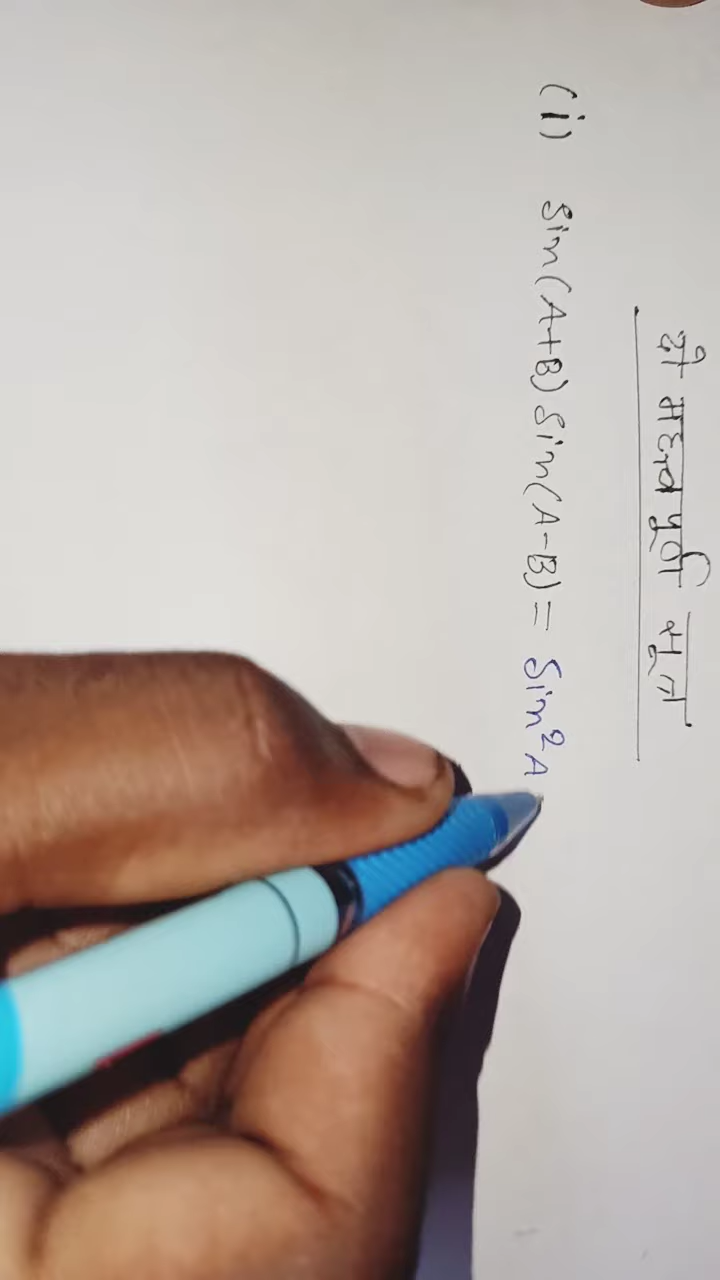 दो महत्वपूर्ण सूत्र
(i) Sin(A+B) Sin(A-B) = Sin²A